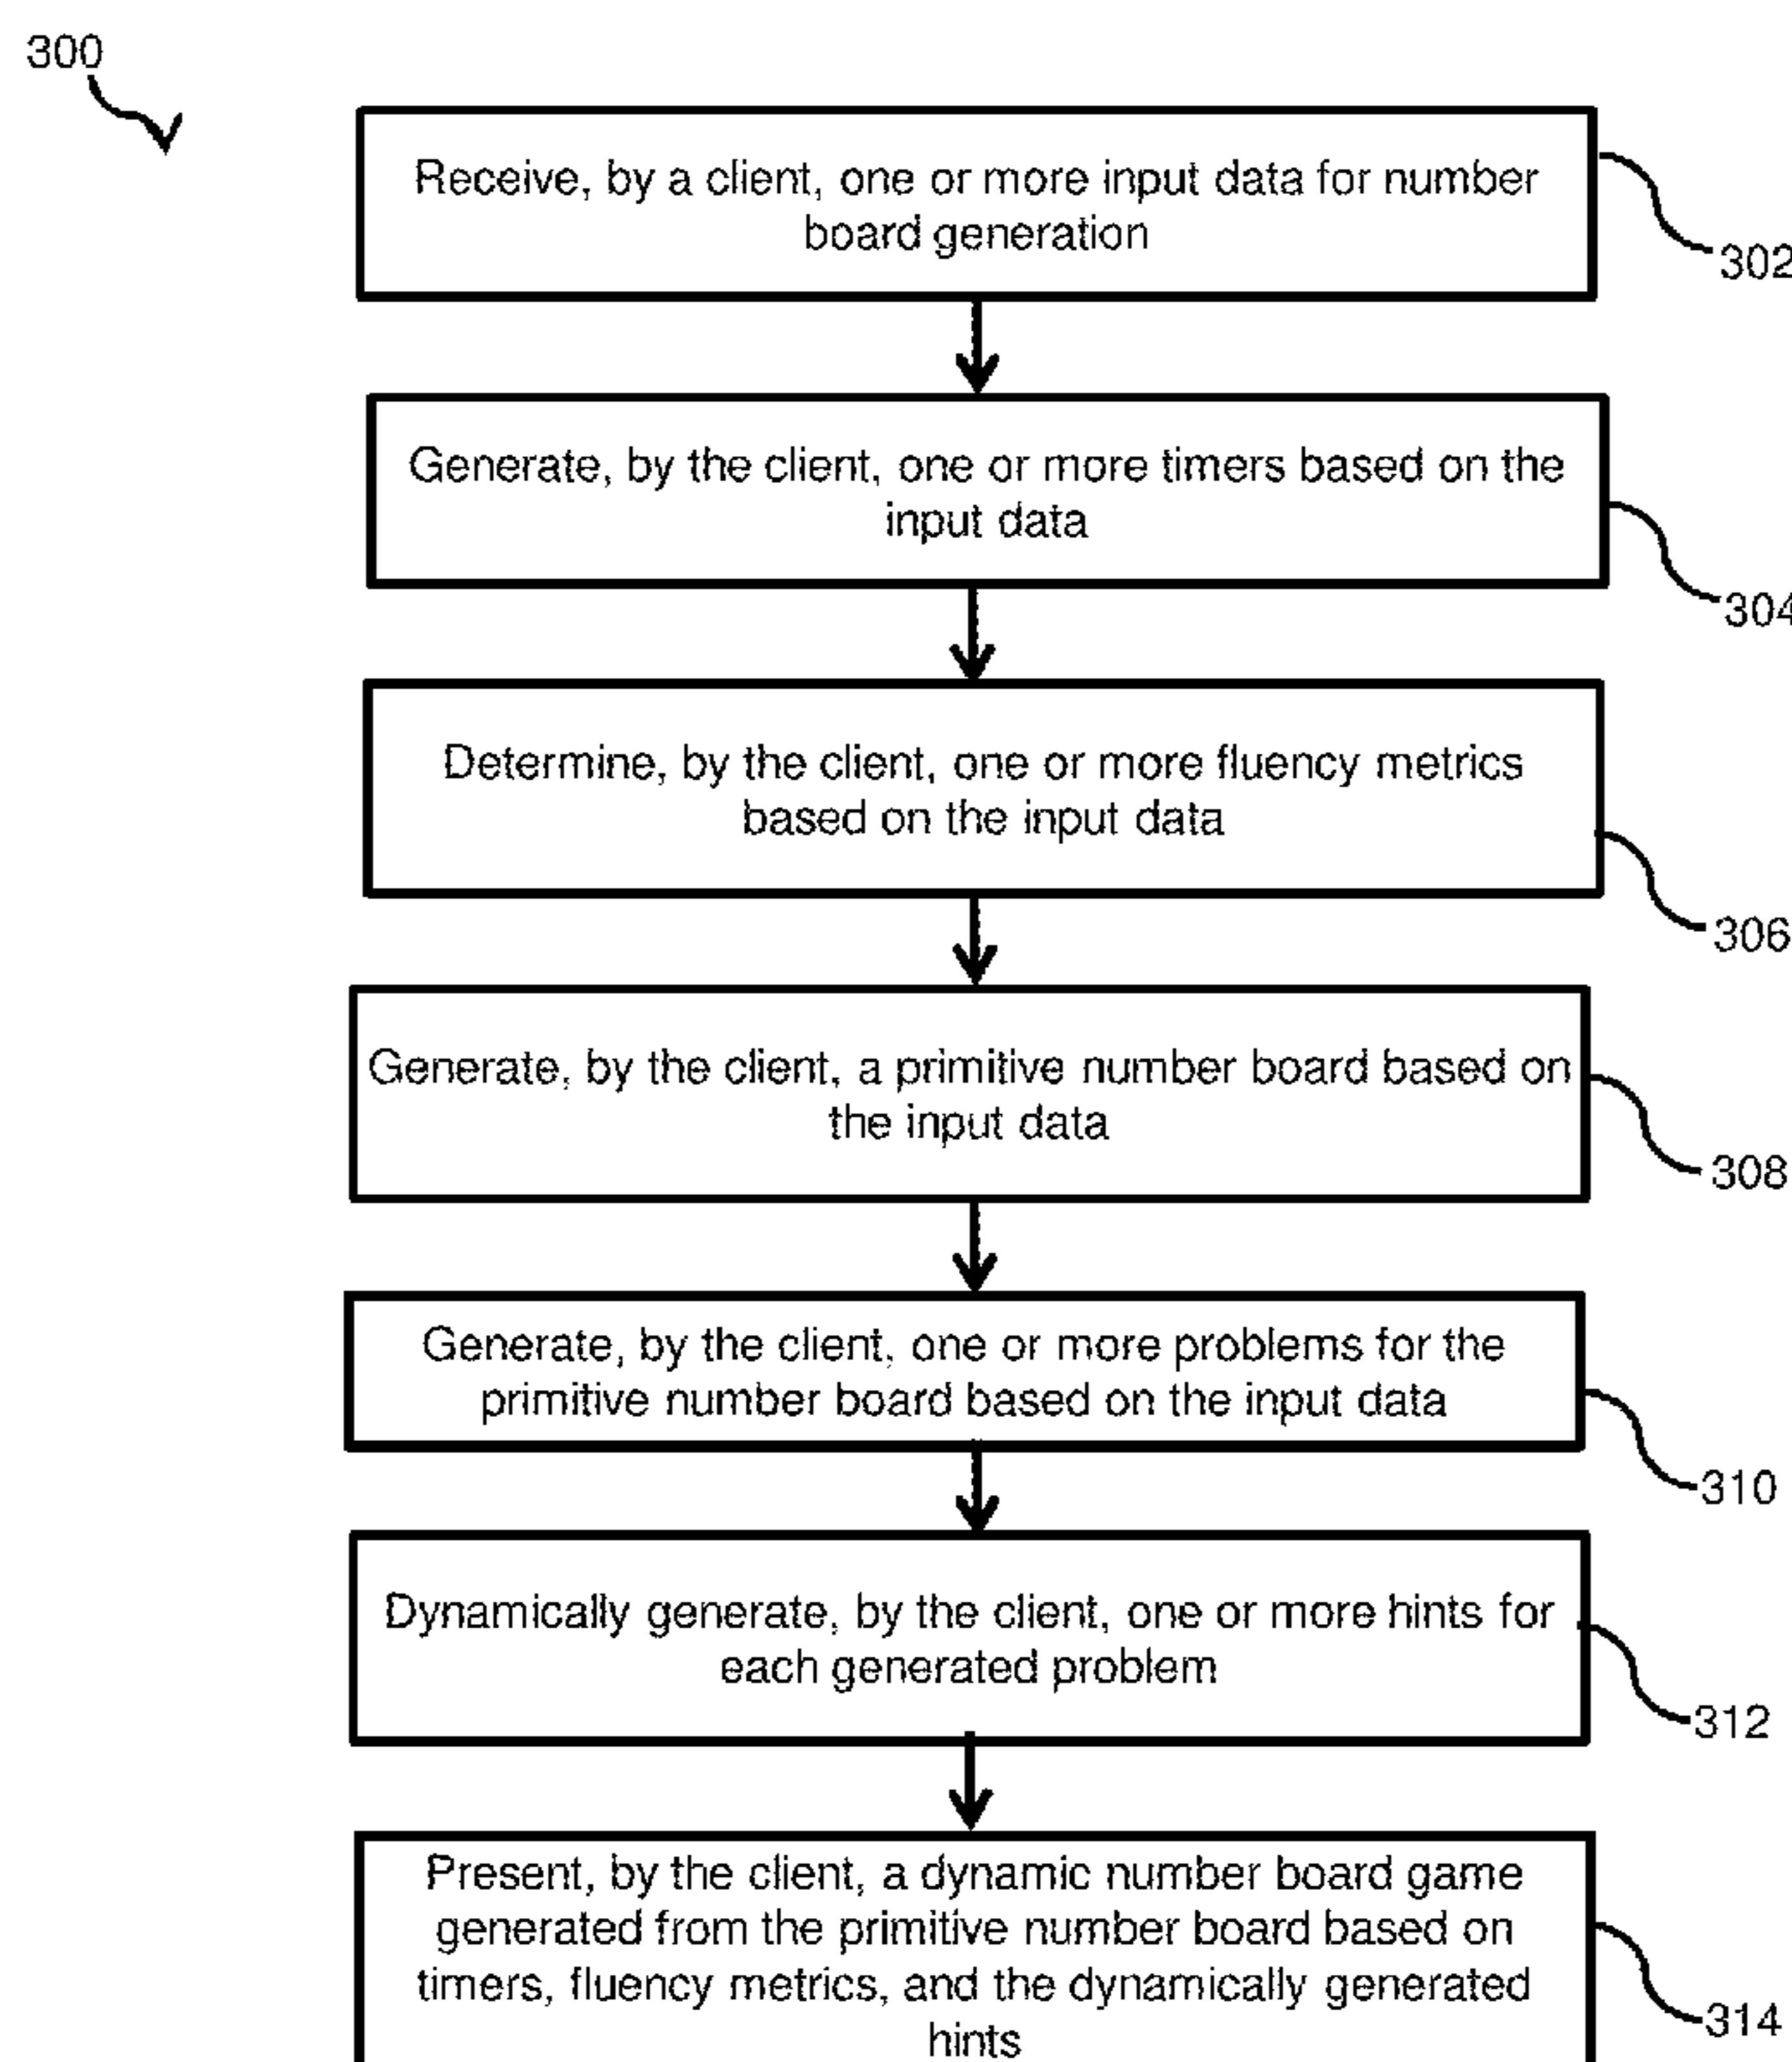 300
Receive, by a client, one or more input data for number
board generation
302
Generate, by the client, one or more timers based on the
input data
304
Determine, by the client, one or more fluency metrics
based on the input data
306
Generate, by the client, a primitive number board based on
the input data
308
Generate, by the client, one or more problems for the
primitive number board based on the input data
310
Dynamically generate, by the client, one or more hints for
each generated problem
312
Present, by the client, a dynamic number board game
generated from the primitive number board based on
timers, fluency metrics, and the dynamically generated
hints
314